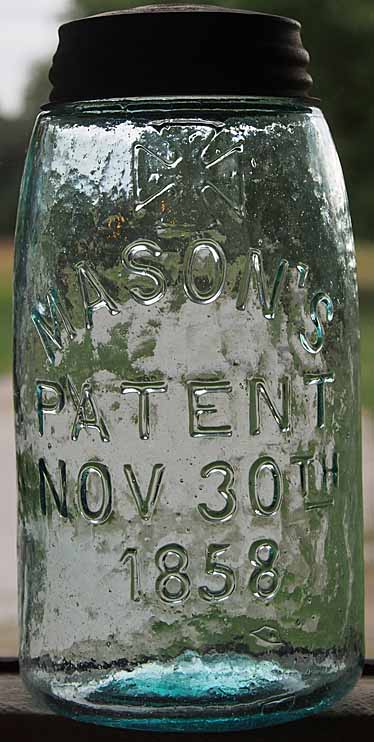 MASON'S
PATENT
NOV 30TH
1858